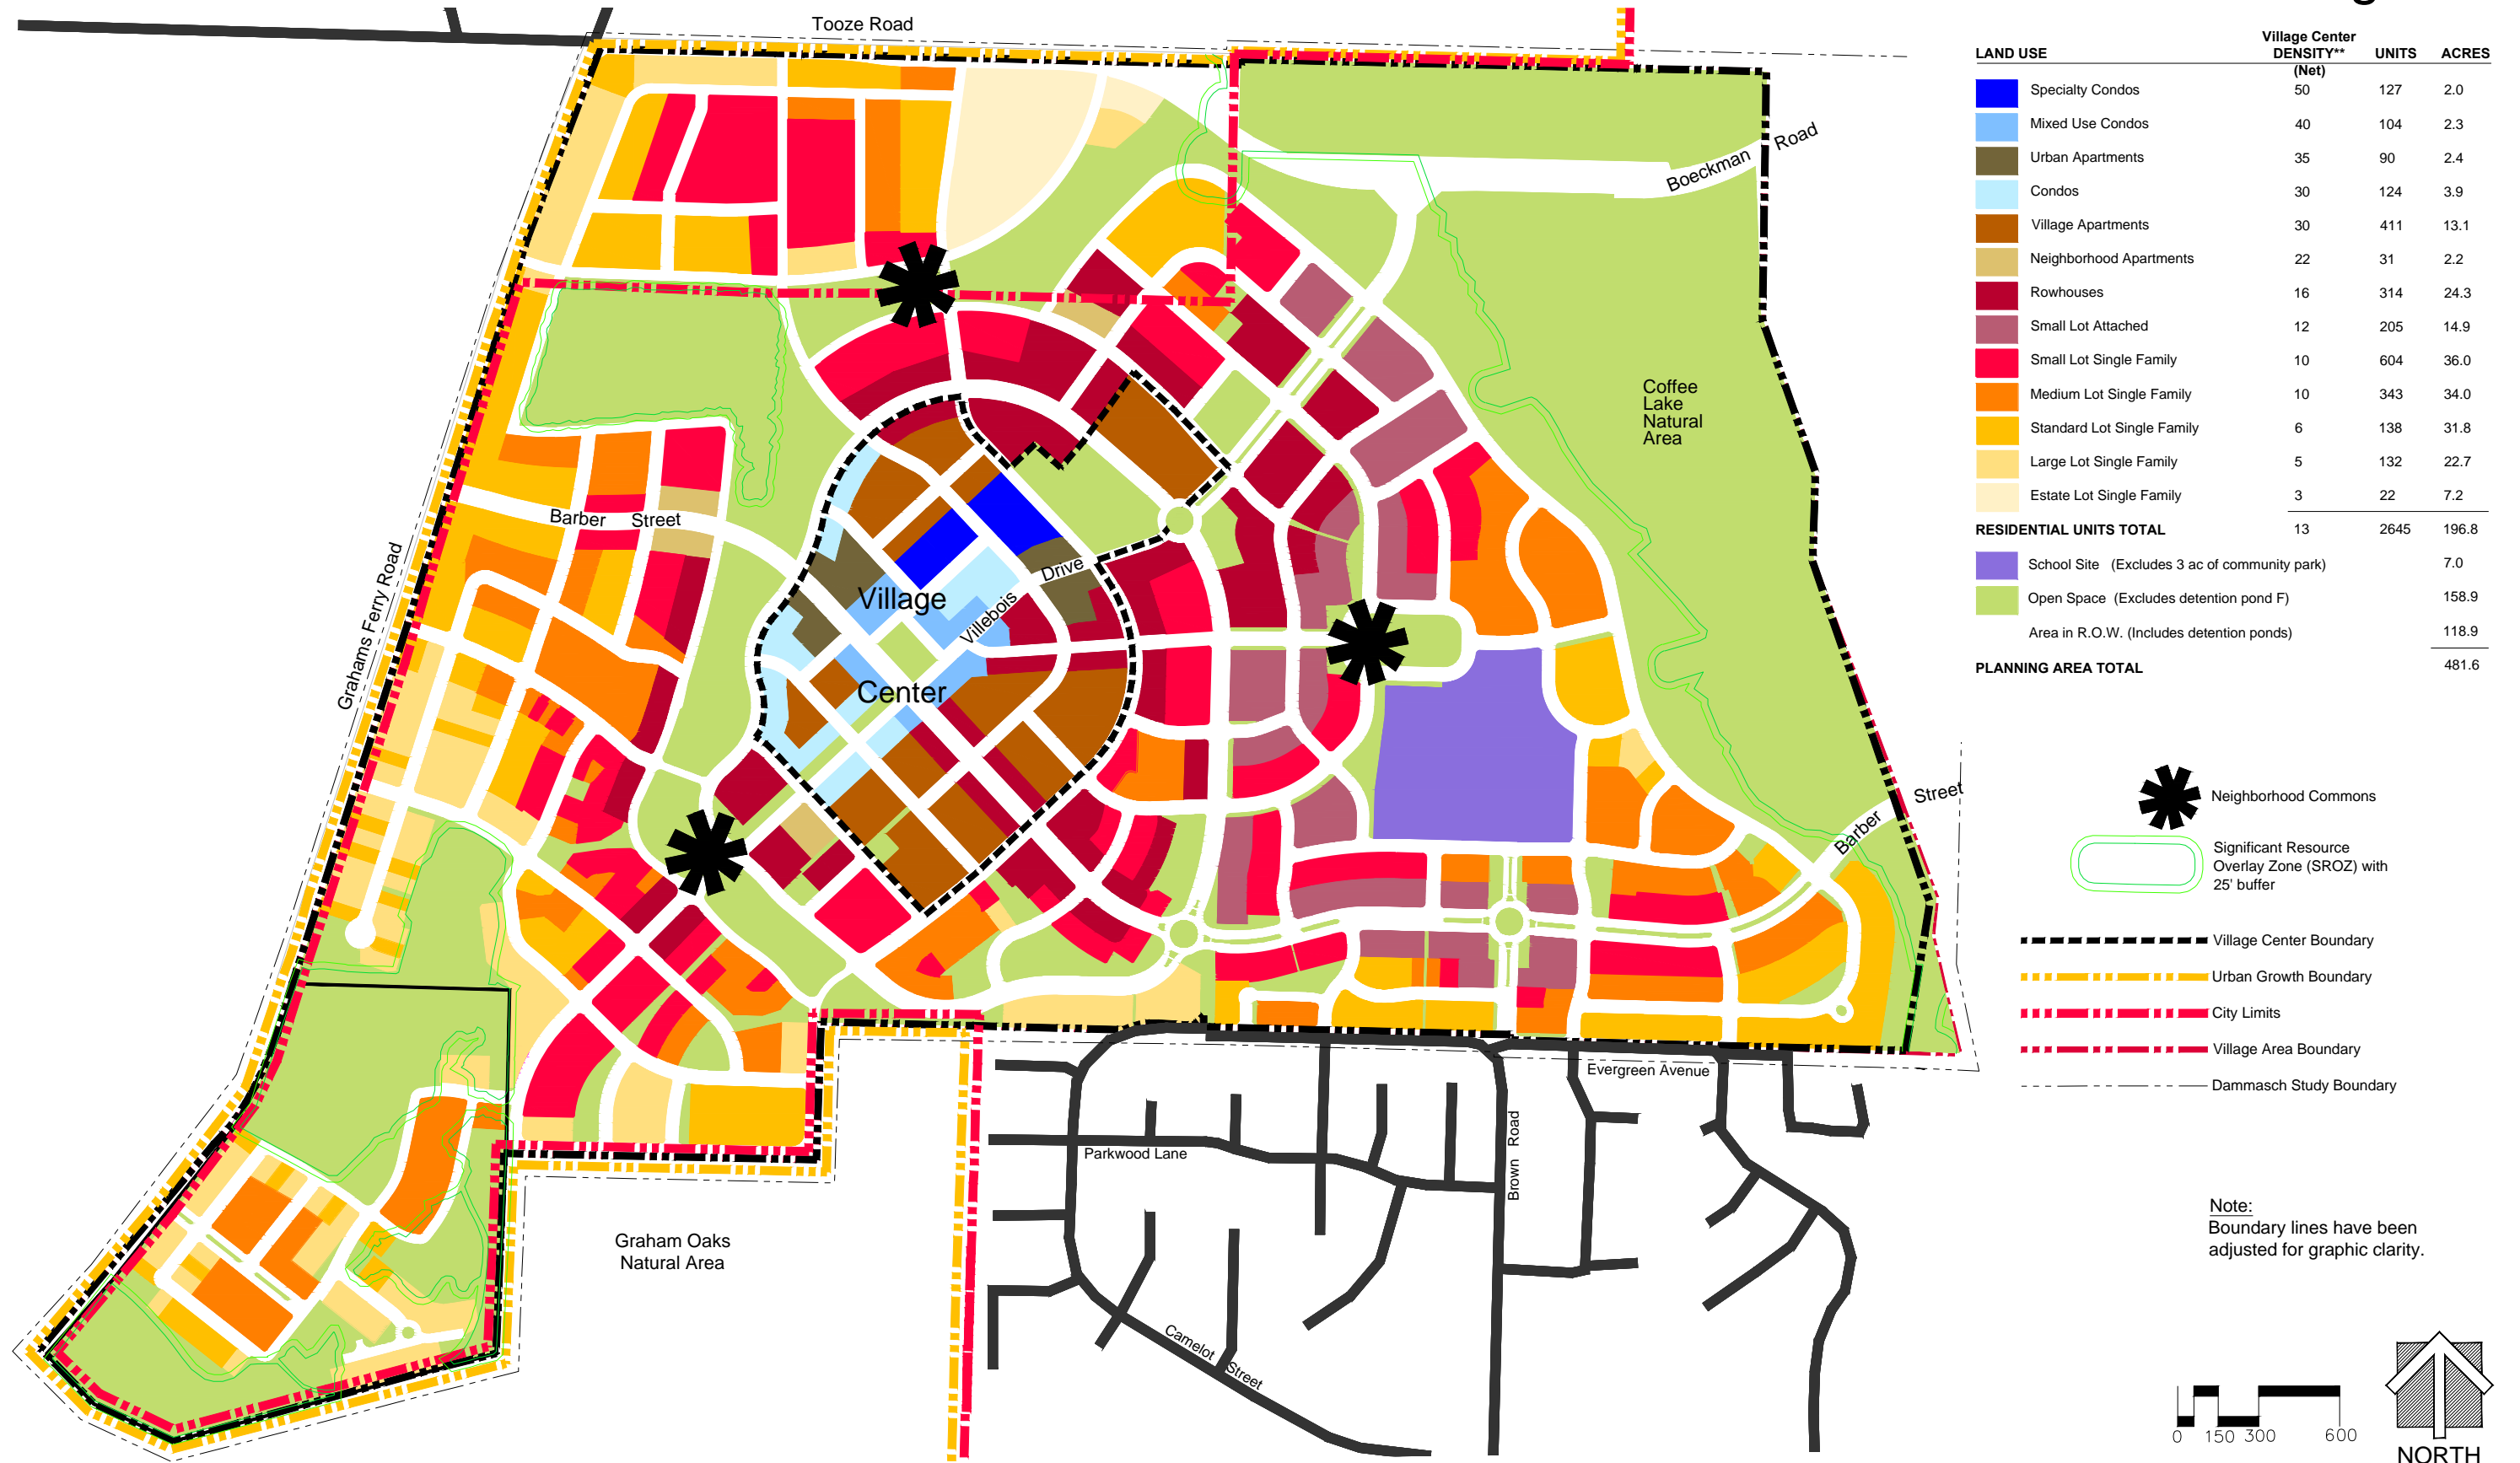 Tooze Road
Boeckman Road
Grahams Ferry Road
Barber Street
Village
Center
Villebois Drive
Coffee
Lake
Natural
Area
Barber Street
Evergreen Avenue
Parkwood Lane
Brown Road
Camelot Street
Graham Oaks
Natural Area
LAND USE Village Center DENSITY** (Net) UNITS ACRES
Specialty Condos 50 127 2.0
Mixed Use Condos 40 104 2.3
Urban Apartments 35 90 2.4
Condos 30 124 3.9
Village Apartments 30 411 13.1
Neighborhood Apartments 22 31 2.2
Rowhouses 16 314 24.3
Small Lot Attached 12 205 14.9
Small Lot Single Family 10 604 36.0
Medium Lot Single Family 10 343 34.0
Standard Lot Single Family 6 138 31.8
Large Lot Single Family 5 132 22.7
Estate Lot Single Family 3 22 7.2
RESIDENTIAL UNITS TOTAL 13 2645 196.8
School Site (Excludes 3 ac of community park) 7.0
Open Space (Excludes detention pond F) 158.9
Area in R.O.W. (Includes detention ponds) 118.9
PLANNING AREA TOTAL 481.6
Neighborhood Commons
Significant Resource
Overlay Zone (SROZ) with
25' buffer
Village Center Boundary
Urban Growth Boundary
City Limits
Village Area Boundary
Dammasch Study Boundary
Note:
Boundary lines have been
adjusted for graphic clarity.
0 150 300 600
NORTH